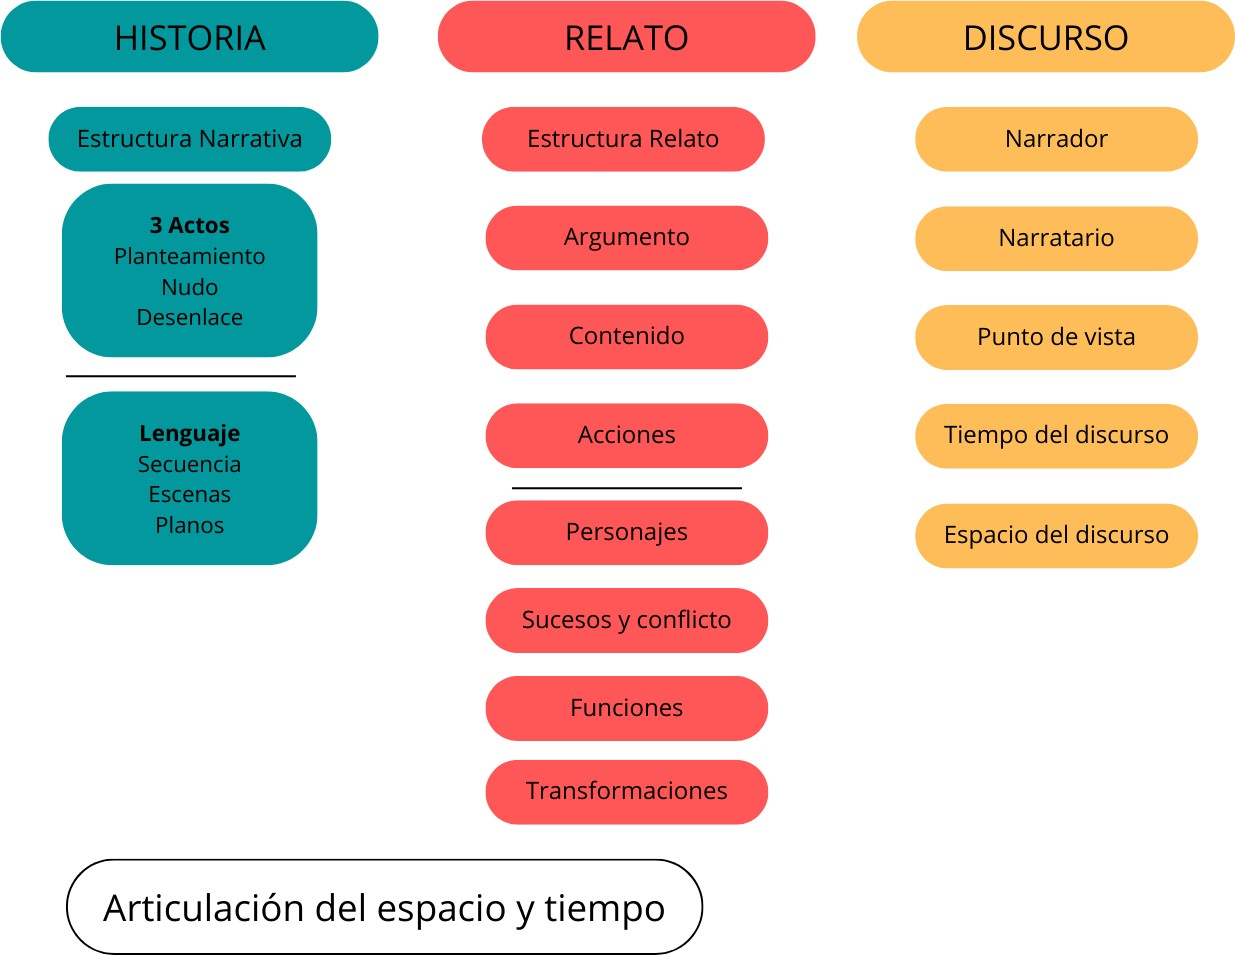 HISTORIA
Estructura Narrativa
3 Actos
Planteamiento
Nudo
Desenlace
Lenguaje
Secuencia
Escenas
Planos
RELATO
Estructura Relato
Argumento
Contenido
Acciones
Personajes
Sucesos y conflicto
Funciones
Transformaciones
DISCURSO
Narrador
Narratario
Punto de vista
Tiempo del discurso
Espacio del discurso
Articulación del espacio y tiempo